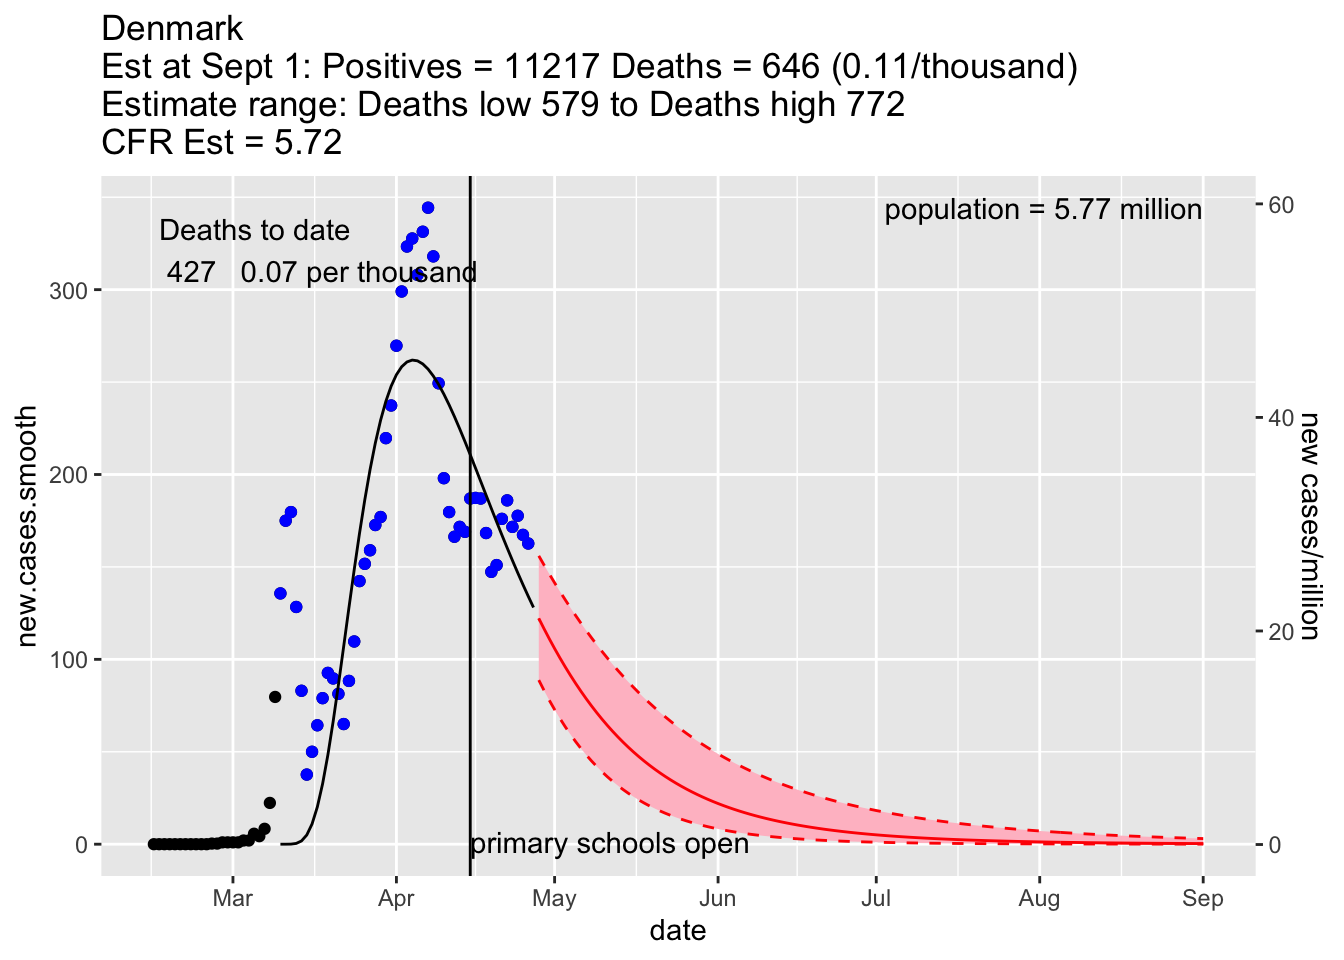 Denmark
Est at Sept 1: Positives = 11217 Deaths = 646 (0.11/thousand)
Estimate range: Deaths low 579 to Deaths high 772
CFR Est = 5.72
Deaths to date
427 0.07 per thousand
population = 5.77 million
primary schools open
new.cases.smooth
300
200
100
0
new cases/million
60
40
20
0
Mar Apr May Jun Jul Aug Sep
date